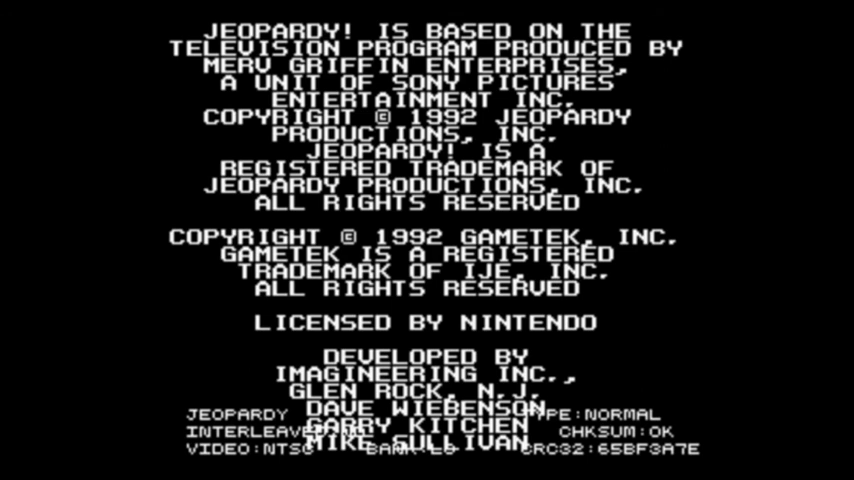 JEOPARDY! IS BASED ON THE
TELEVISION PROGRAM PRODUCED BY
MERV GRIFFIN ENTERPRISES,
A UNIT OF SONY PICTURES
ENTERTAINMENT INC.
COPYRIGHT © 1992 JEOPARDY
PRODUCTIONS, INC.
JEOPARDY! IS A
REGISTERED TRADEMARK OF
JEOPARDY PRODUCTIONS, INC.
ALL RIGHTS RESERVED
COPYRIGHT © 1992 GAMETEK, INC.
GAMETEK IS A REGISTERED
TRADEMARK OF IJE, INC.
ALL RIGHTS RESERVED
LICENSED BY NINTENDO
DEVELOPED BY
IMAGINEERING INC.,
GLEN ROCK, N.J.
DAVE WIEBENSON
JEOPARDY TYPE:NORMAL
GARRY KITCHEN
CHKSUM:OK
MIKE SULLIVAN
VIDEO:NTSC CRC32:65BF3A7E